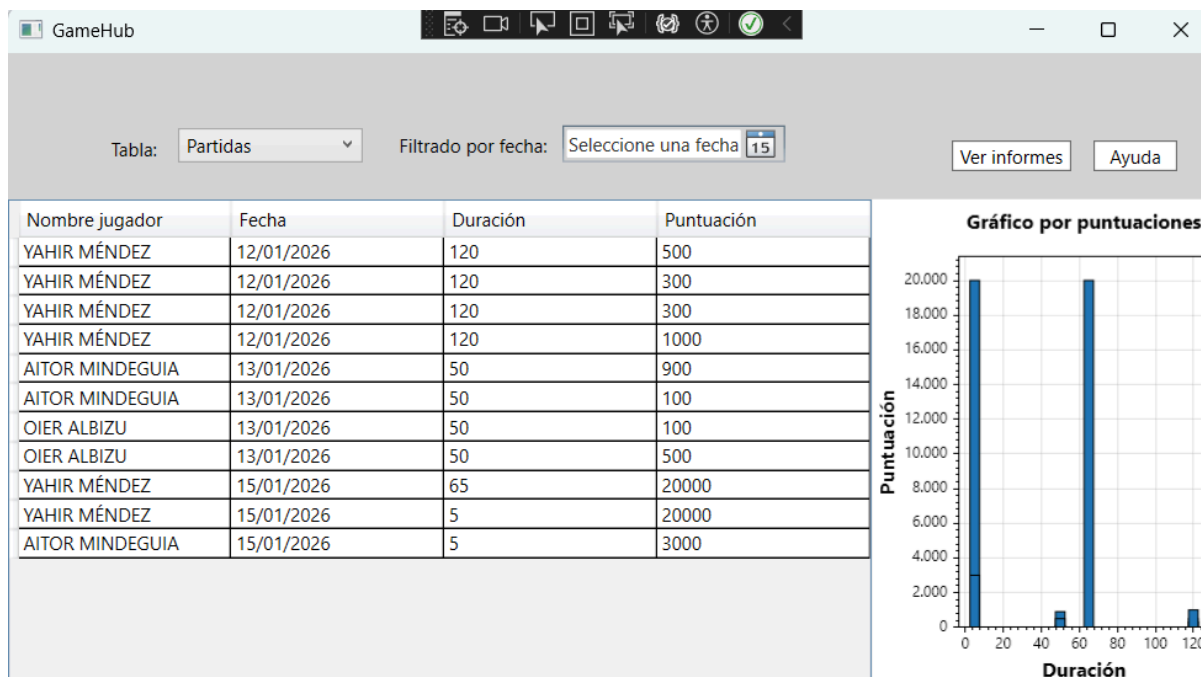 GameHub
Tabla: Partidas Filtrado por fecha: Seleccione una fecha 15 Ver informes Ayuda
Nombre jugador Fecha Duración Puntuación
YAHIR MÉNDEZ 12/01/2026 120 500
YAHIR MÉNDEZ 12/01/2026 120 300
YAHIR MÉNDEZ 12/01/2026 120 300
YAHIR MÉNDEZ 12/01/2026 120 1000
AITOR MINDEGUIA 13/01/2026 50 900
AITOR MINDEGUIA 13/01/2026 50 100
OIER ALBIZU 13/01/2026 50 100
OIER ALBIZU 13/01/2026 50 500
YAHIR MÉNDEZ 15/01/2026 65 20000
YAHIR MÉNDEZ 15/01/2026 5 20000
AITOR MINDEGUIA 15/01/2026 5 3000
Gráfico por puntuaciones
Puntuación
20.000
18.000
16.000
14.000
12.000
10.000
8.000
6.000
4.000
2.000
0
0 20 40 60 80 100 120
Duración